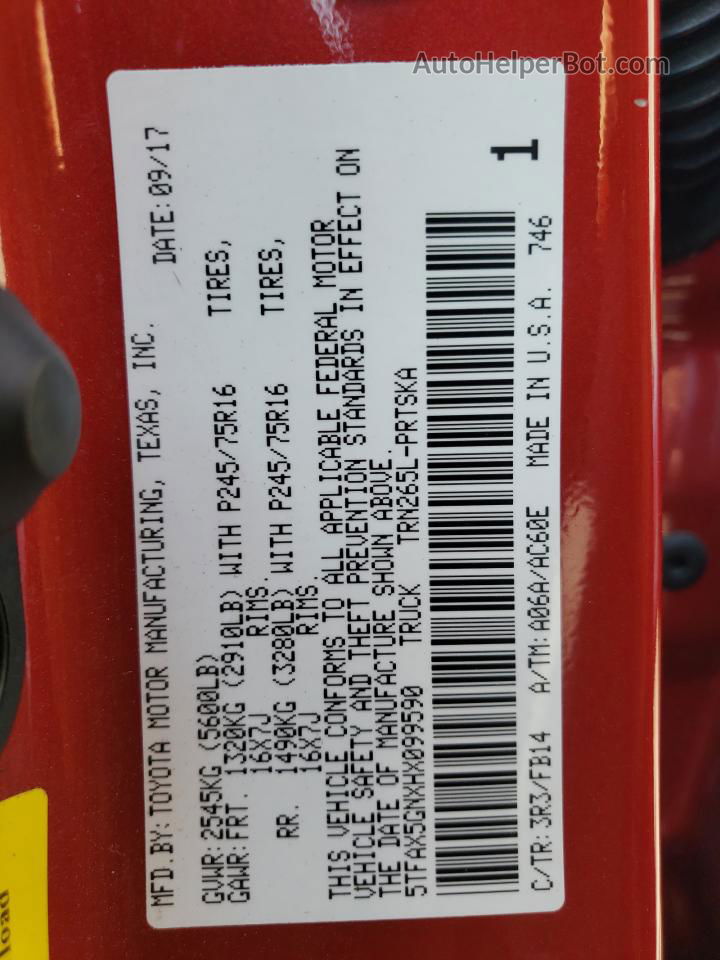 AutoHelperBot.com
MFD.BY:TOYOTA MOTOR MANUFACTURING, TEXAS, INC. DATE:09/17
GVWR:2545KG (5600LB)
GAWR:FRT. 1320KG (2910LB) WITH P245/75R16 TIRES,
16X7J RIMS.
RR. 1490KG (3280LB) WITH P245/75R16 TIRES,
16X7J RIMS.
THIS VEHICLE CONFORMS TO ALL APPLICABLE FEDERAL MOTOR
VEHICLE SAFETY AND THEFT PREVENTION STANDARDS IN EFFECT ON
THE DATE OF MANUFACTURE SHOWN ABOVE.
5TFAX5GNXHX099590 TRUCK TRN265L-PRTSKA
1
C/TR:3R3/FB14 A/TM:A06A/AC60E MADE IN U.S.A. 746
load